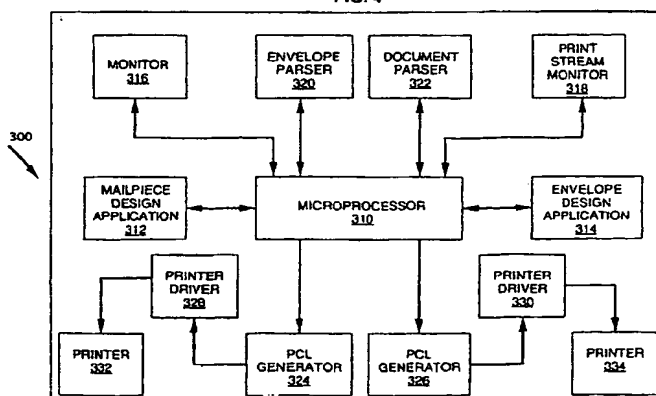 MONITOR
316
ENVELOPE
PARSER
320
DOCUMENT
PARSER
322
PRINT
STREAM
MONITOR
318
300
MAILPIECE
DESIGN
APPLICATION
312
MICROPROCESSOR
310
ENVELOPE
DESIGN
APPLICATION
314
PRINTER
DRIVER
328
PRINTER
DRIVER
330
PRINTER
332
PCL
GENERATOR
324
PCL
GENERATOR
326
PRINTER
334